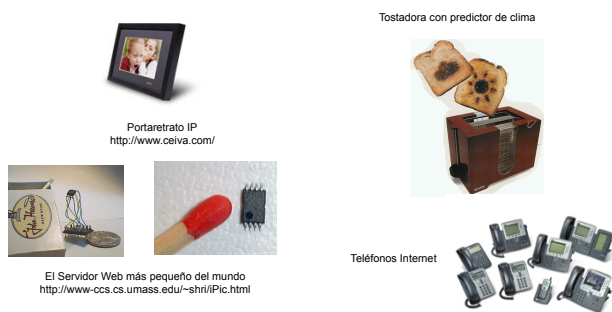 Tostadora con predictor de clima
Portaretrato IP
http://www.ceiva.com/
El Servidor Web más pequeño del mundo
http://www-ccs.cs.umass.edu/~shri/iPic.html
Teléfonos Internet